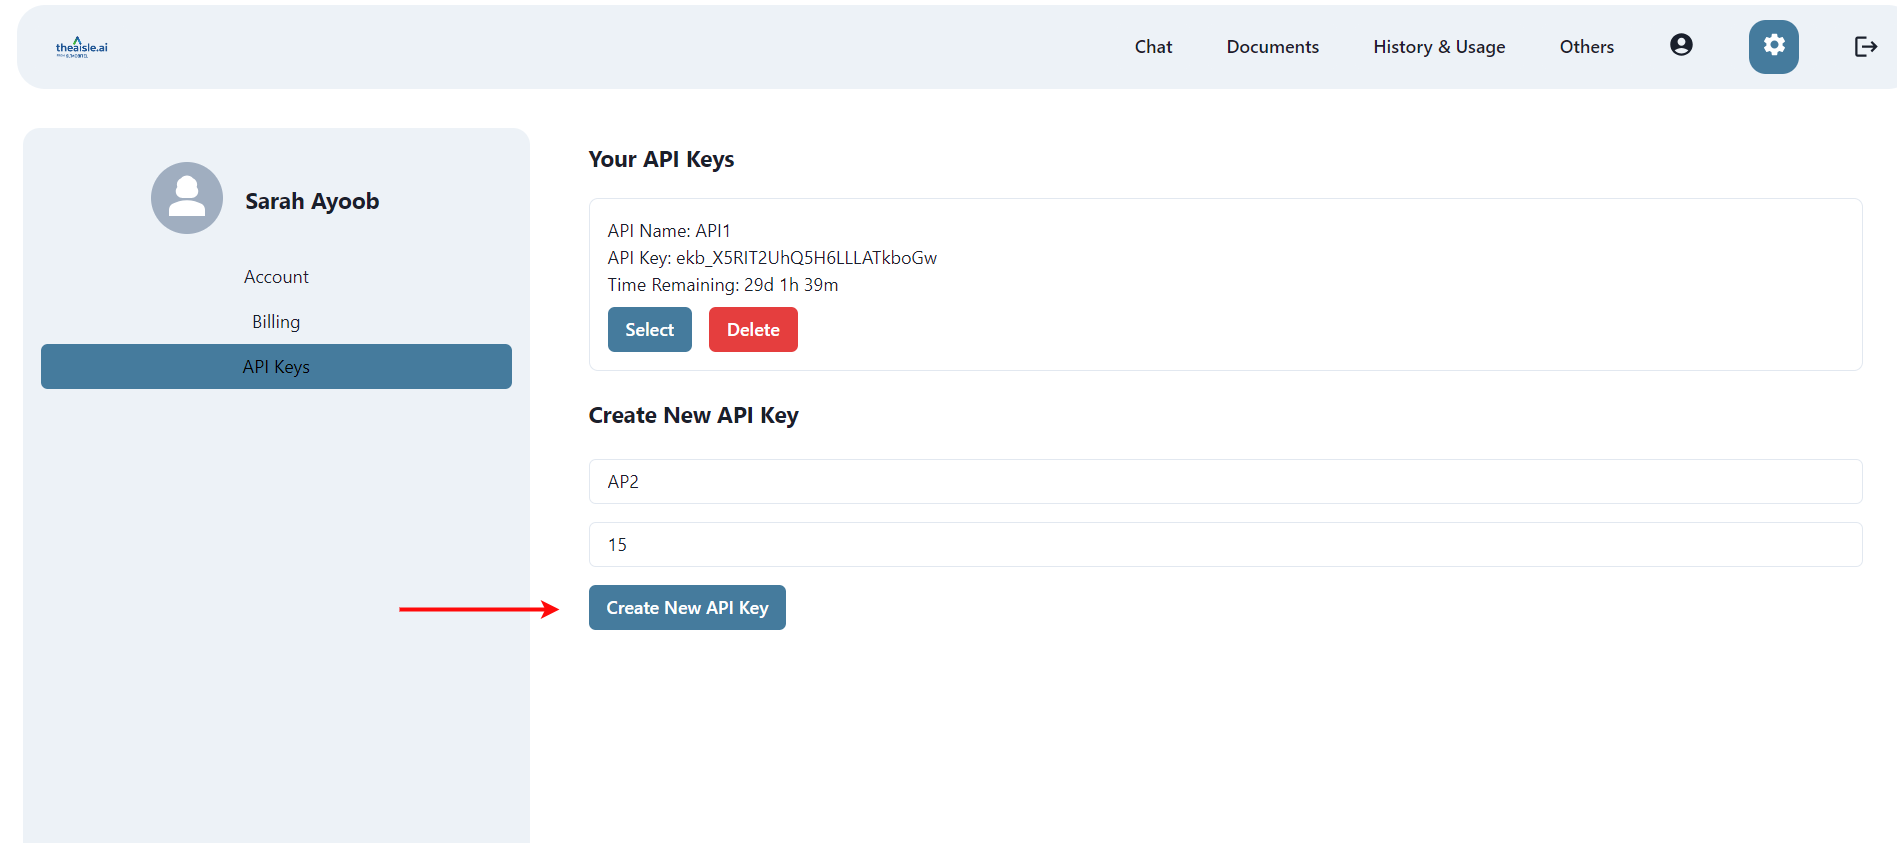 theaisle.ai
Chat
Documents
History & Usage
Others
Sarah Ayoob
Account
Billing
API Keys
Your API Keys
API Name: API1
API Key: ekb_X5RIT2UhQ5H6LLLATkboGw
Time Remaining: 29d 1h 39m
Select
Delete
Create New API Key
AP2
15
Create New API Key